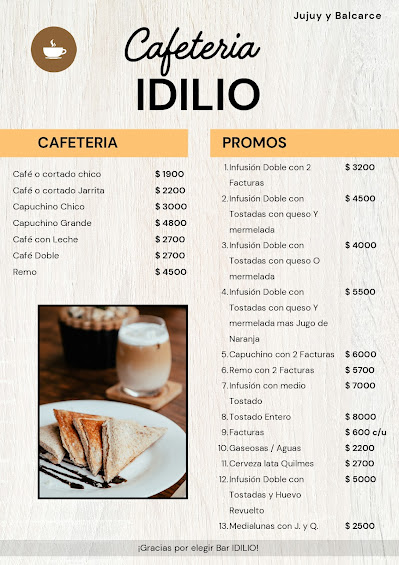 Jujuy y Balcarce
Cafeteria
IDILIO
CAFETERIA
Café o cortado chico $ 1900
Café o cortado Jarrita $ 2200
Capuchino Chico $ 3000
Capuchino Grande $ 4800
Café con Leche $ 2700
Café Doble $ 2700
Remo $ 4500
PROMOS
1. Infusión Doble con 2 $ 3200
Facturas
2. Infusión Doble con $ 4500
Tostadas con queso Y
mermelada
3. Infusión Doble con $ 4000
Tostadas con queso O
mermelada
4. Infusión Doble con $ 5500
Tostadas con queso Y
mermelada mas Jugo de
Naranja
5. Capuchino con 2 Facturas $ 6000
6. Remo con 2 Facturas $ 5700
7. Infusión con medio $ 7000
Tostado
8. Tostado Entero $ 8000
9. Facturas $ 600 c/u
10. Gaseosas / Aguas $ 2200
11. Cerveza lata Quilmes $ 2700
12. Infusión Doble con $ 5000
Tostadas y Huevo
Revuelto
13. Medialunas con J. y Q. $ 2500
¡Gracias por elegir Bar IDILIO!